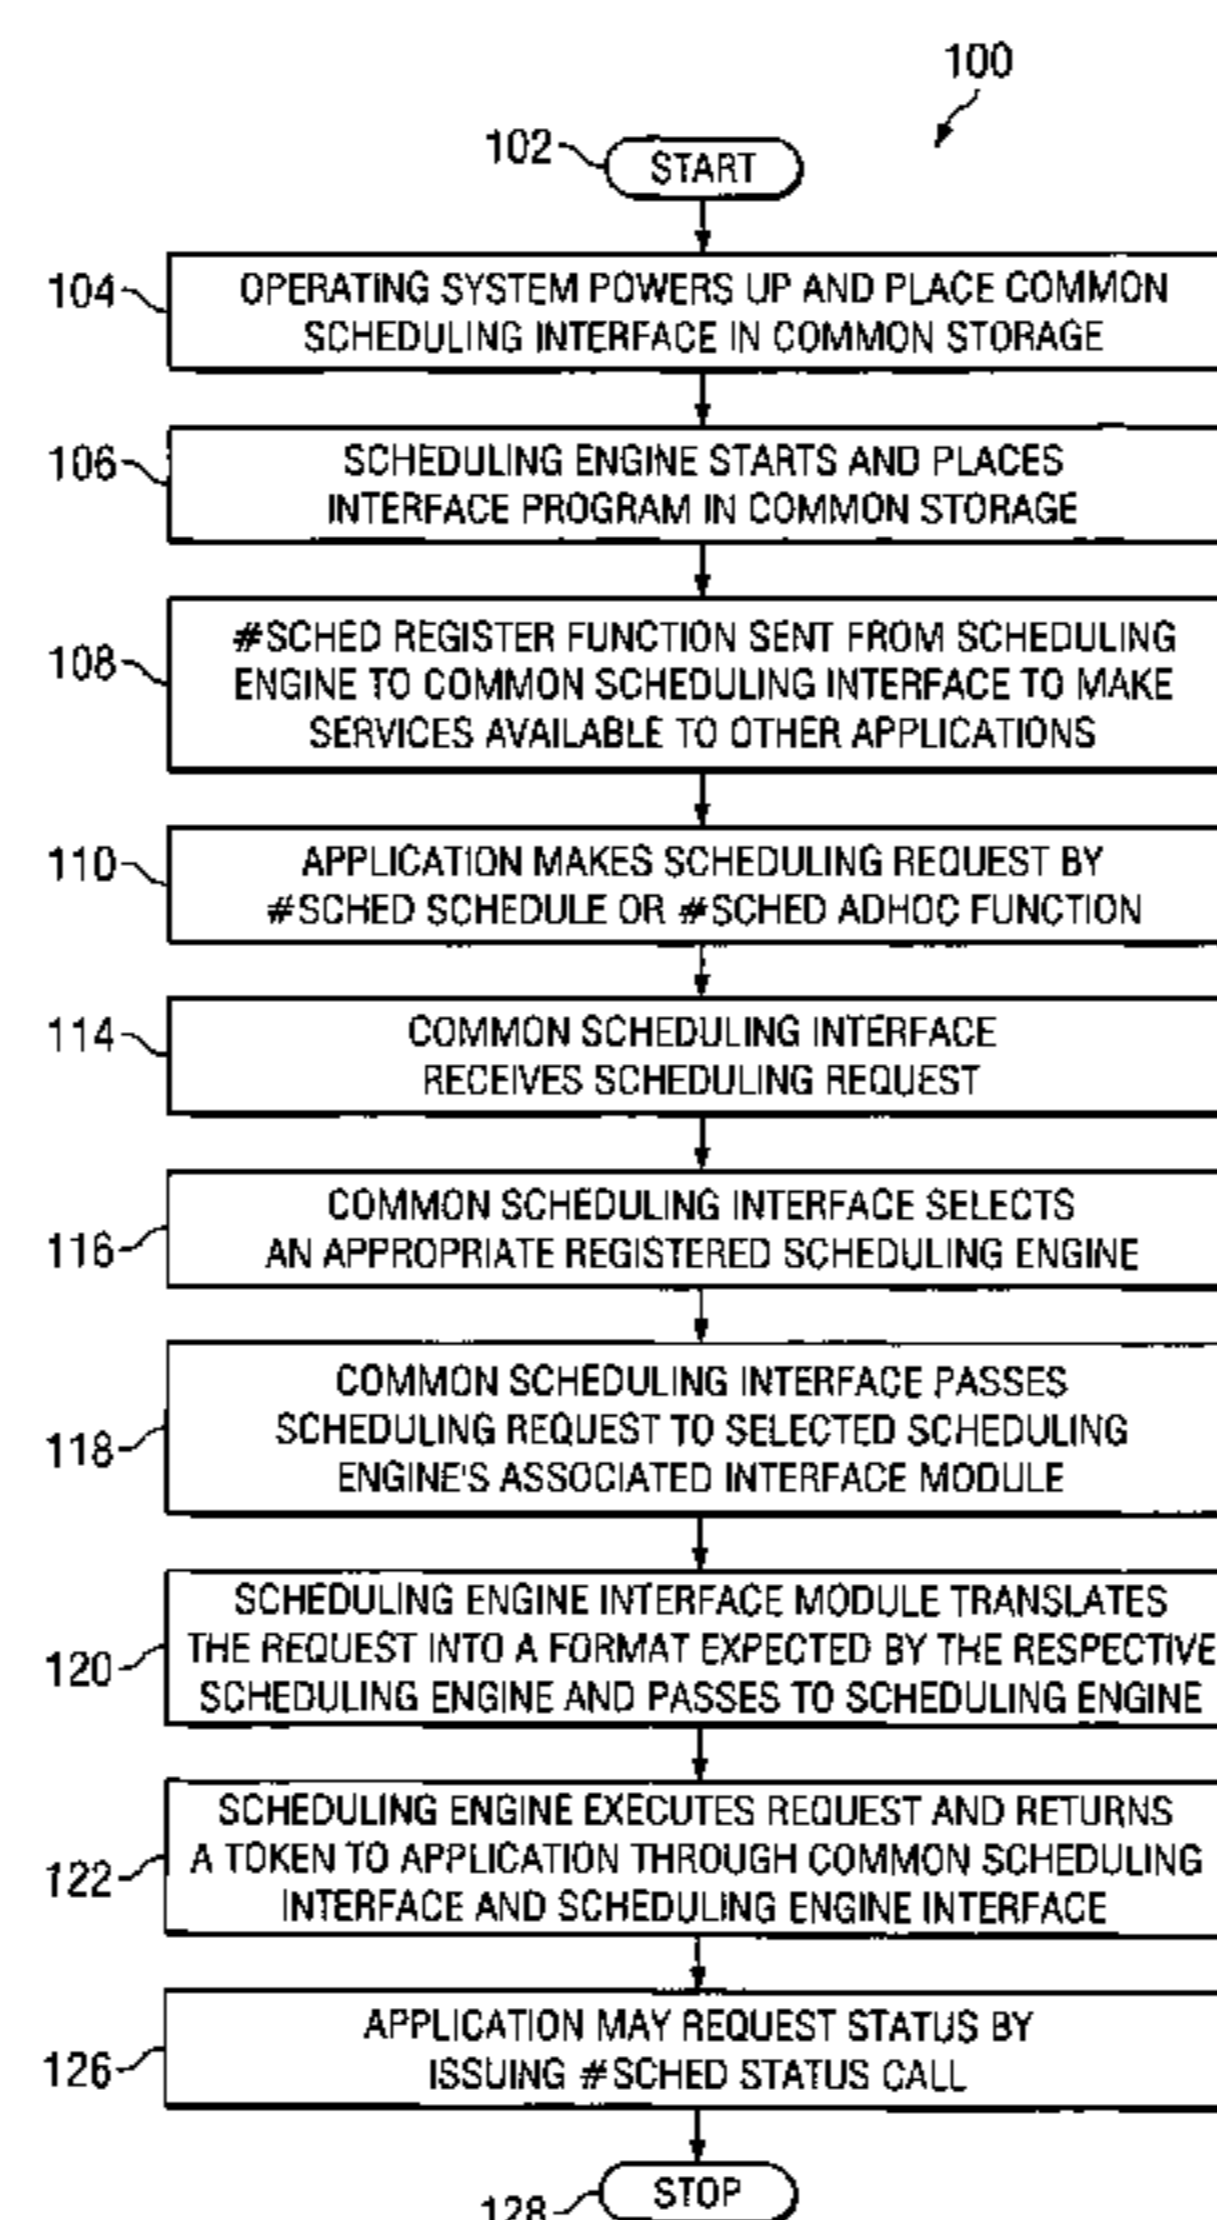 100
102
START
104
OPERATING SYSTEM POWERS UP AND PLACE COMMON
SCHEDULING INTERFACE IN COMMON STORAGE
106
SCHEDULING ENGINE STARTS AND PLACES
INTERFACE PROGRAM IN COMMON STORAGE
108
#SCHED REGISTER FUNCTION SENT FROM SCHEDULING
ENGINE TO COMMON SCHEDULING INTERFACE TO MAKE
SERVICES AVAILABLE TO OTHER APPLICATIONS
110
APPLICATION MAKES SCHEDULING REQUEST BY
#SCHED SCHEDULE OR #SCHED ADHOC FUNCTION
114
COMMON SCHEDULING INTERFACE
RECEIVES SCHEDULING REQUEST
116
COMMON SCHEDULING INTERFACE SELECTS
AN APPROPRIATE REGISTERED SCHEDULING ENGINE
118
COMMON SCHEDULING INTERFACE PASSES
SCHEDULING REQUEST TO SELECTED SCHEDULING
ENGINE'S ASSOCIATED INTERFACE MODULE
120
SCHEDULING ENGINE INTERFACE MODULE TRANSLATES
THE REQUEST INTO A FORMAT EXPECTED BY THE RESPECTIVE
SCHEDULING ENGINE AND PASSES TO SCHEDULING ENGINE
122
SCHEDULING ENGINE EXECUTES REQUEST AND RETURNS
A TOKEN TO APPLICATION THROUGH COMMON SCHEDULING
INTERFACE AND SCHEDULING ENGINE INTERFACE
126
APPLICATION MAY REQUEST STATUS BY
ISSUING #SCHED STATUS CALL
128
STOP